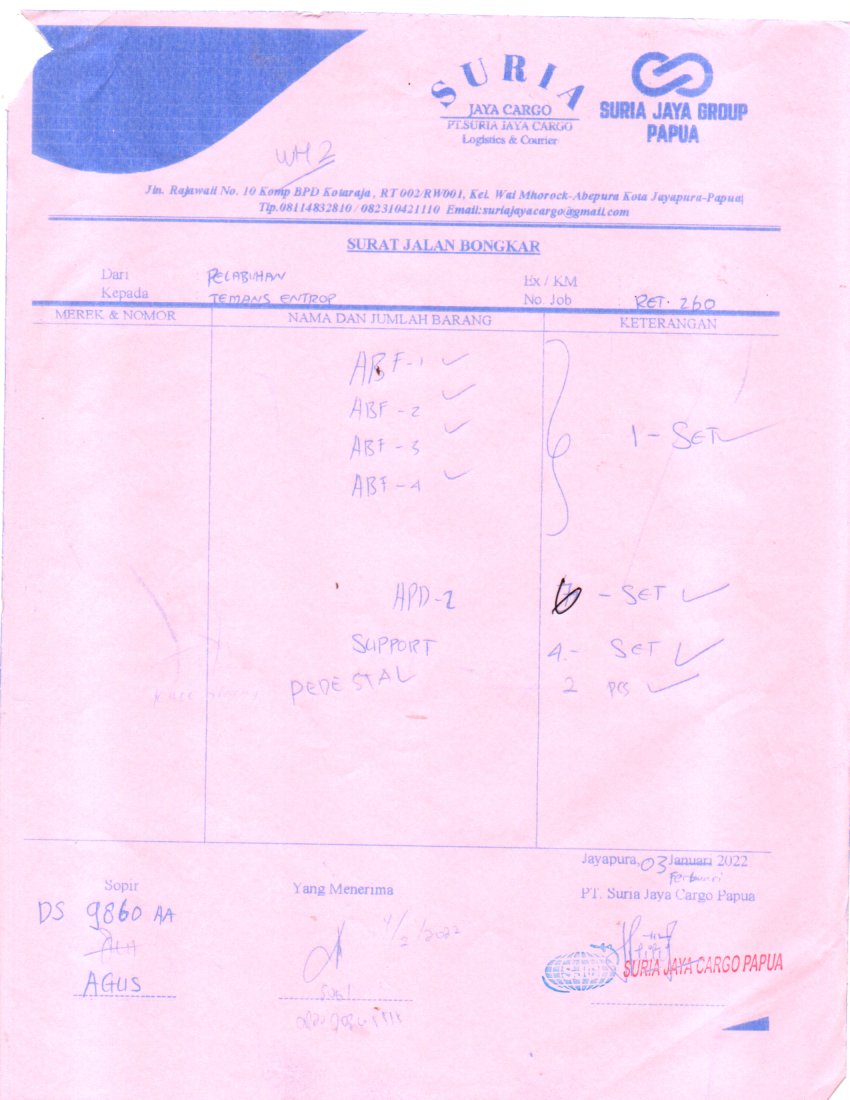 SURIA
JAYA CARGO
PT.SURIA JAYA CARGO
Logistics & Courier
SURIA JAYA GROUP
PAPUA
WH 2
Jln. Rajawali No. 10 Komp BPD Kotaraja , RT 002/RW001, Kel. Wai Mhorock-Abepura Kota Jayapura-Papua
Tlp.08114832810 / 082310421110 Email:suriajayacargo@gmail.com
SURAT JALAN BONGKAR
Dari PELABUHAN Ex / KM
Kepada TEMANS ENTROP No. Job : RET. 260
MEREK & NOMOR NAMA DAN JUMLAH BARANG KETERANGAN
ABF-1 ✓
ABF-2 ✓
ABF-3 ✓
ABF-4 ✓
1 - SET
APD-2 - SET ✓
SUPPORT 4.- SET ✓
PEDESTAL 2 pcs ✓
Jayapura, 03 Januari 2022
Februari
Sopir Yang Menerima PT. Suria Jaya Cargo Papua
DS 9860 AA
4/2/2022
AGUS
SURIA JAYA CARGO PAPUA